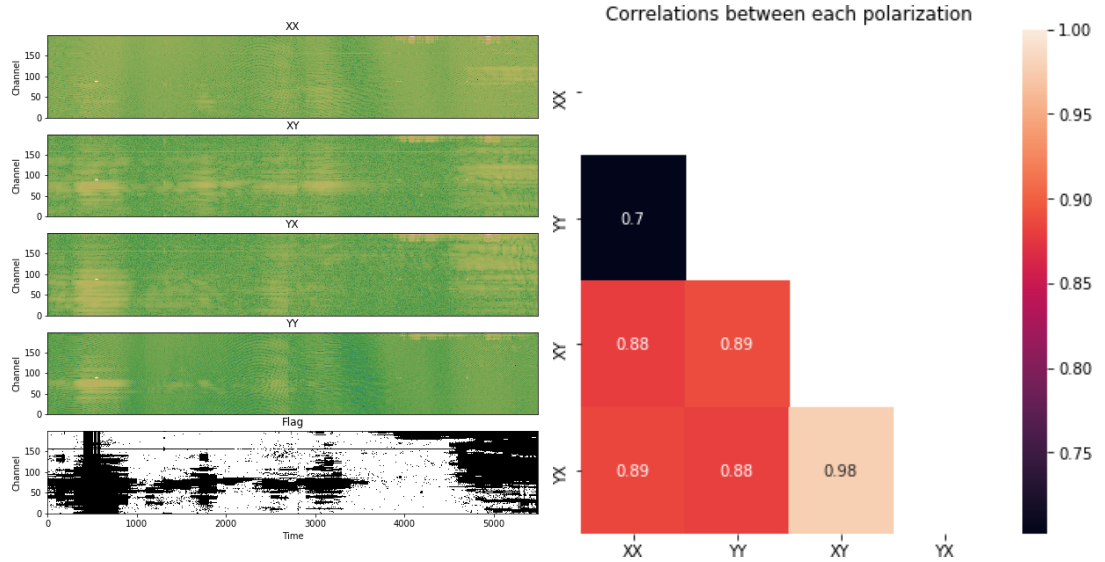 XX
Channel
150
100
50
0
XY
Channel
150
100
50
0
YX
Channel
150
100
50
0
YY
Channel
150
100
50
0
Flag
Channel
150
100
50
0
0 1000 2000 3000 4000 5000
Time
Correlations between each polarization
XX
YY
XY
YX
0.7
0.88 0.89
0.89 0.88 0.98
XX YY XY YX
1.00
0.95
0.90
0.85
0.80
0.75